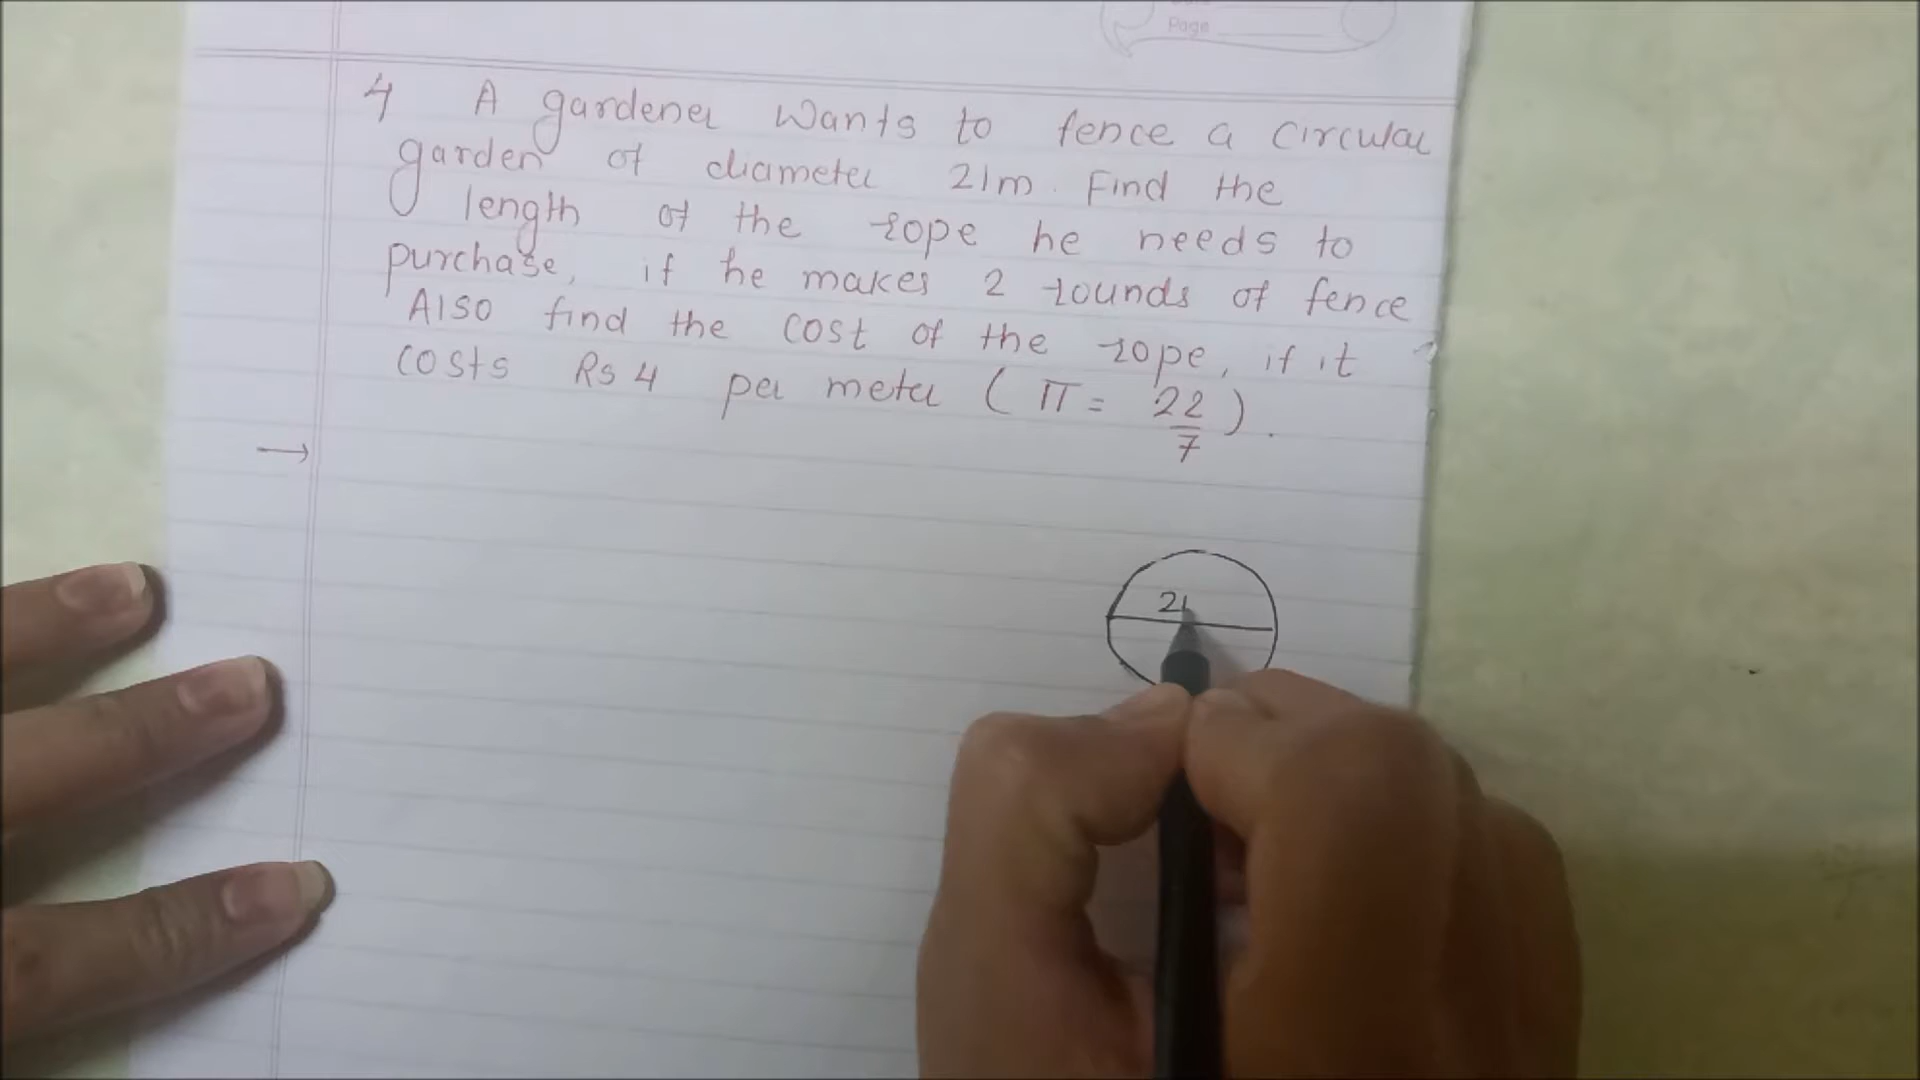 Page
4 A gardener wants to fence a circular
garden of diameter 21m. Find the
length of the rope he needs to
purchase, if he makes 2 rounds of fence
Also find the cost of the rope, if it
costs Rs 4 per meter ( π = 22/7 ).
→
21